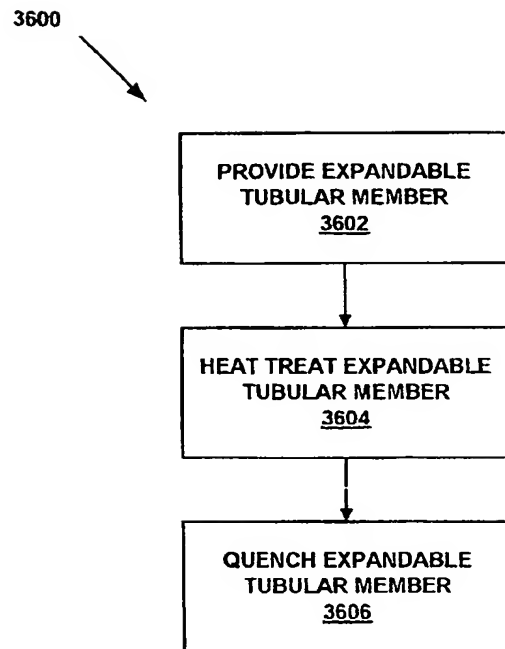 3600
PROVIDE EXPANDABLE
TUBULAR MEMBER
3602
HEAT TREAT EXPANDABLE
TUBULAR MEMBER
3604
QUENCH EXPANDABLE
TUBULAR MEMBER
3606